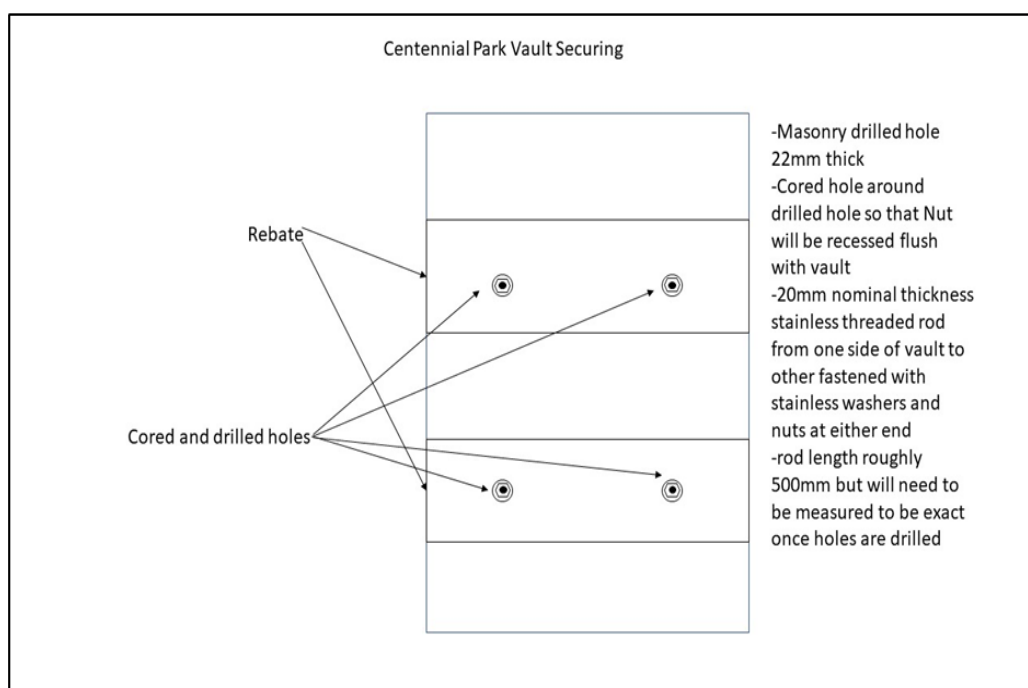 Centennial Park Vault Securing
Rebate
Cored and drilled holes
-Masonry drilled hole
22mm thick
-Cored hole around
drilled hole so that Nut
will be recessed flush
with vault
-20mm nominal thickness
stainless threaded rod
from one side of vault to
other fastened with
stainless washers and
nuts at either end
-rod length roughly
500mm but will need to
be measured to be exact
once holes are drilled